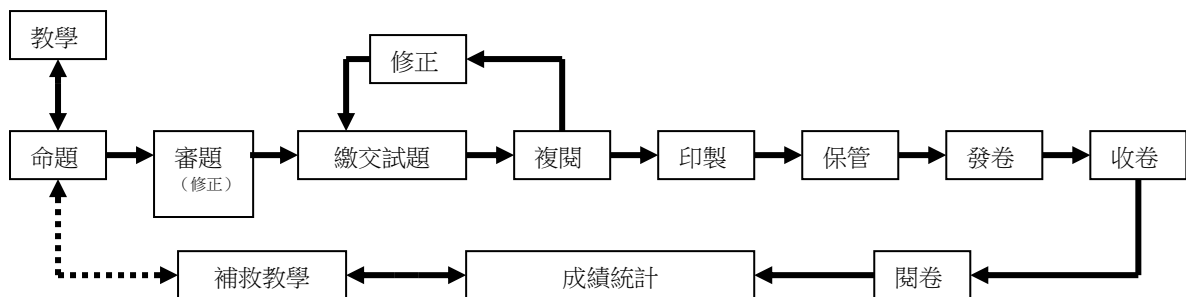 教學
修正
命題
審題
（修正）
繳交試題
複閱
印製
保管
發卷
收卷
補救教學
成績統計
閱卷